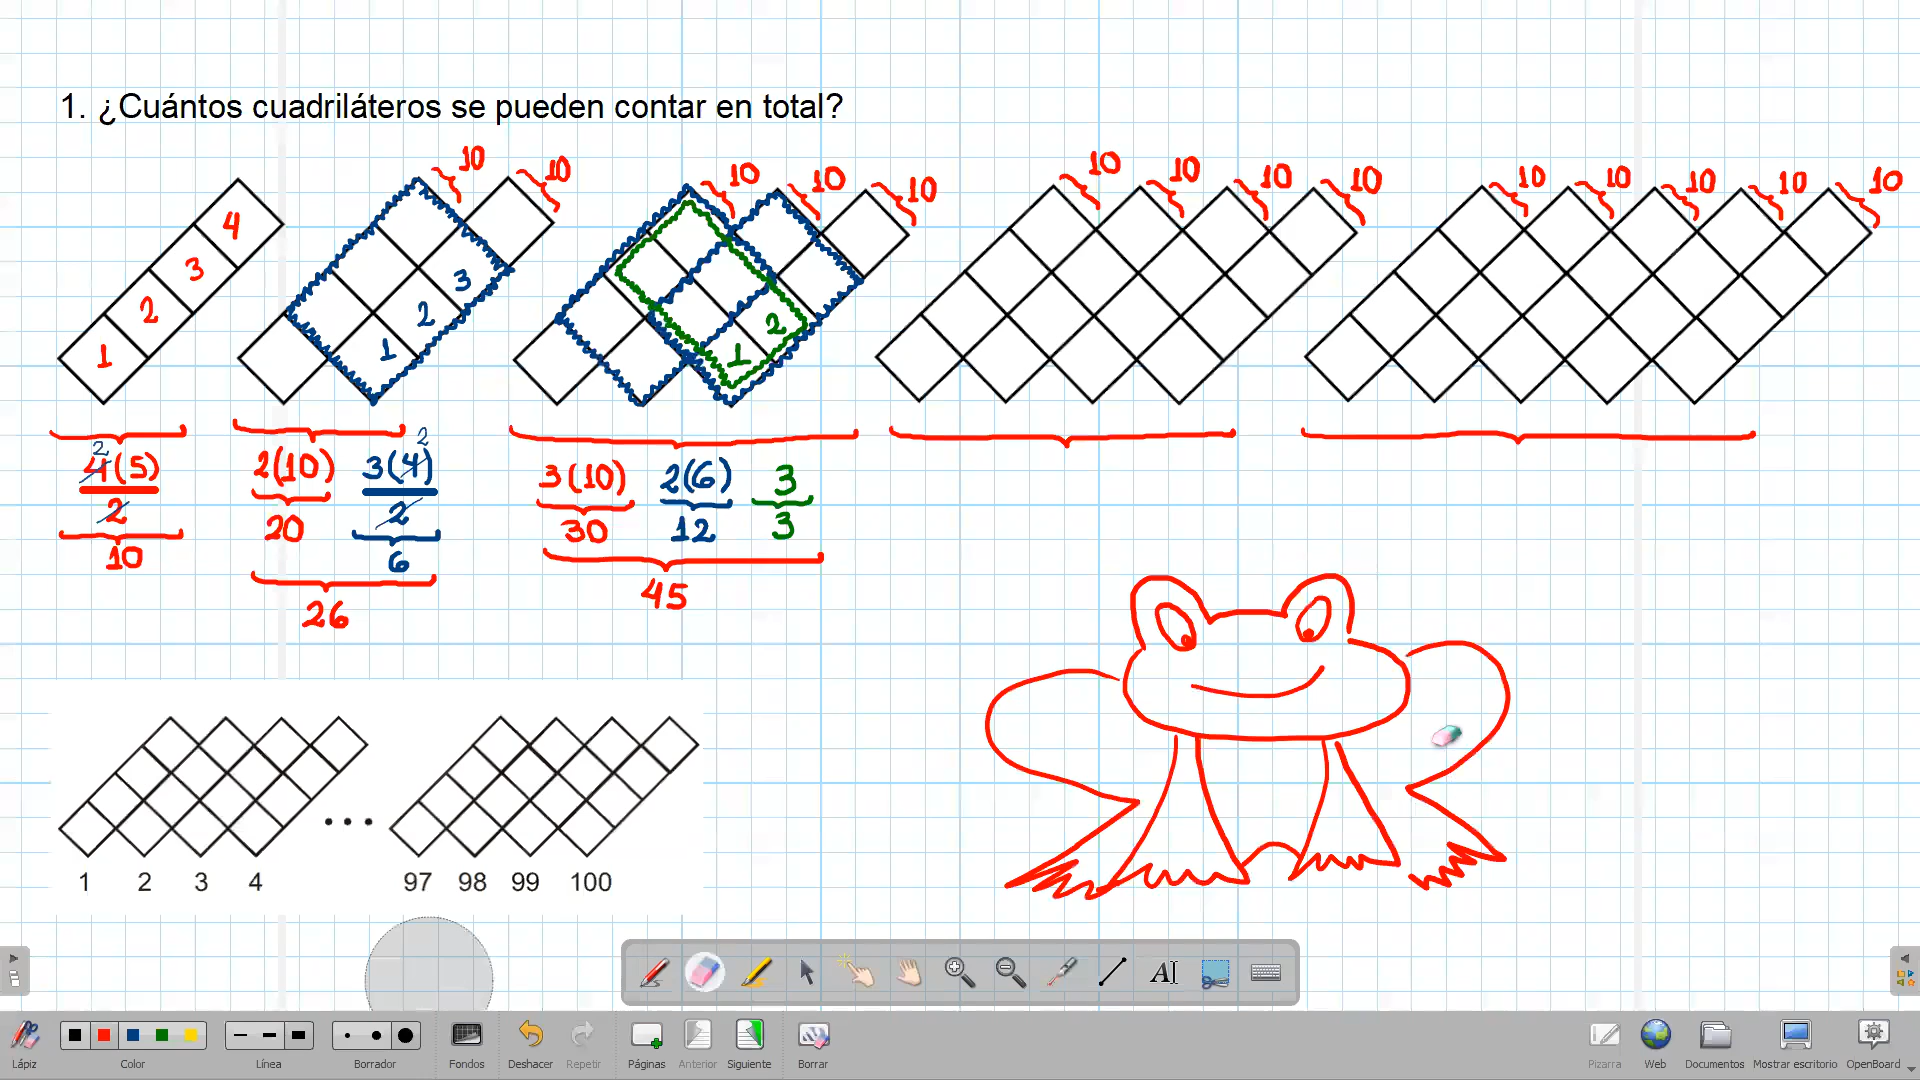 1. ¿Cuántos cuadriláteros se pueden contar en total?
10 10 10 10 10 10 10 10 10 10 10 10 10 10
1 2 3 4
1 2 3
1 2
4(5) 2(10) 3(4) 3(10) 2(6) 3
2 2
2 20 2 30 12 3
10 6 45
26
1 2 3 4 ... 97 98 99 100
Lápiz Color Línea Borrador Fondos Deshacer Repetir Páginas Anterior Siguiente Borrar Pizarra Web Documentos Mostrar escritorio OpenBoard